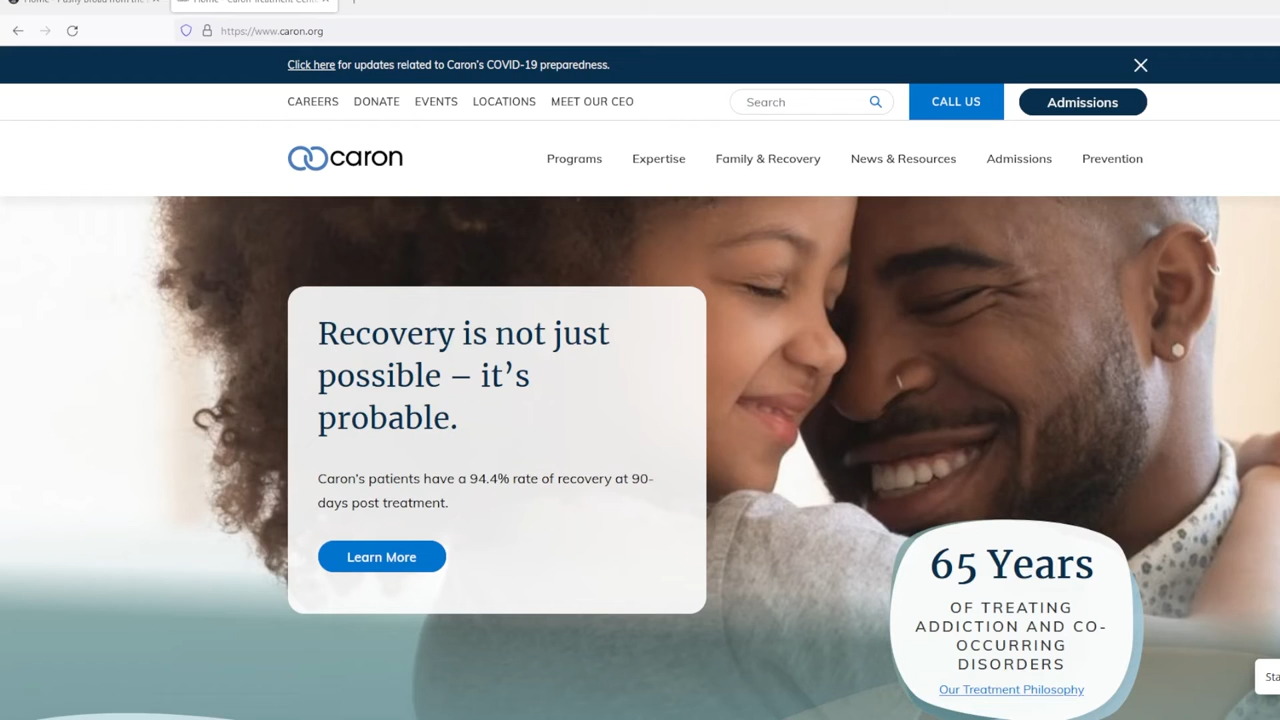 https://www.caron.org
Click here for updates related to Caron's COVID-19 preparedness.
CAREERS DONATE EVENTS LOCATIONS MEET OUR CEO Search CALL US Admissions
caron Programs Expertise Family & Recovery News & Resources Admissions Prevention
Recovery is not just
possible – it’s
probable.
Caron’s patients have a 94.4% rate of recovery at 90-
days post treatment.
Learn More
65 Years
OF TREATING
ADDICTION AND CO-
OCCURRING
DISORDERS
Our Treatment Philosophy